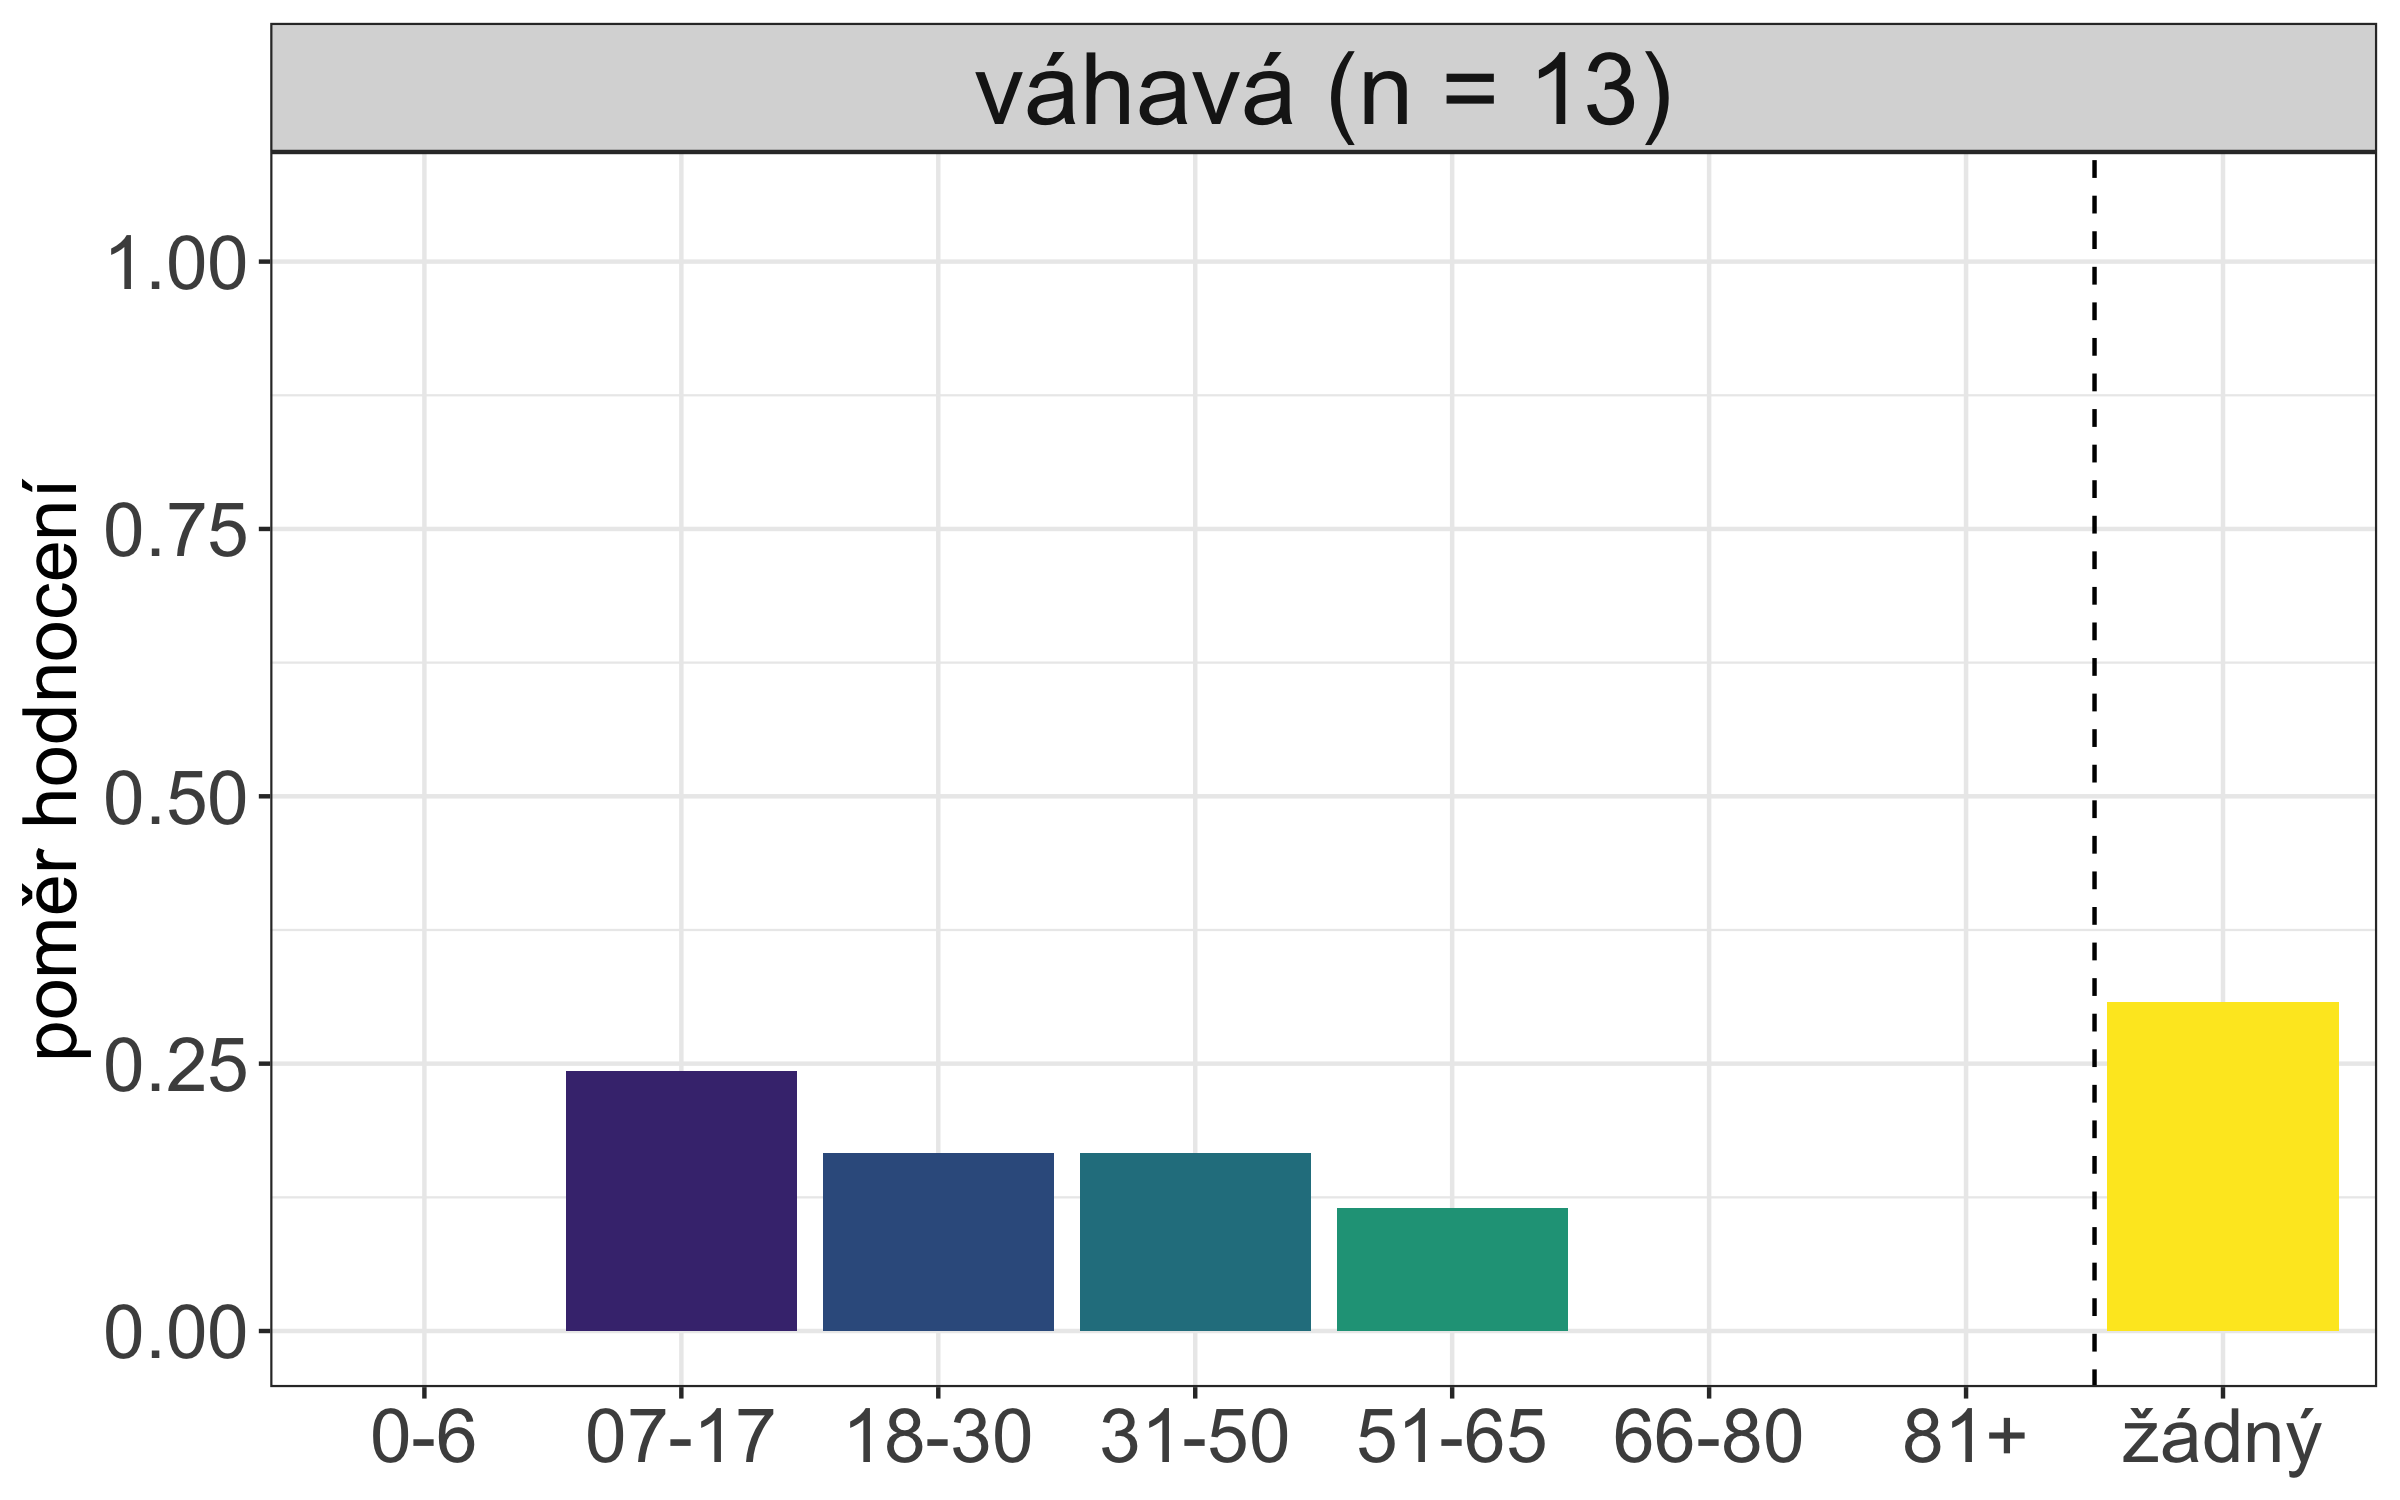 váhavá (n = 13)
poměr hodnocení
1.00
0.75
0.50
0.25
0.00
0-6 07-17 18-30 31-50 51-65 66-80 81+ žádný